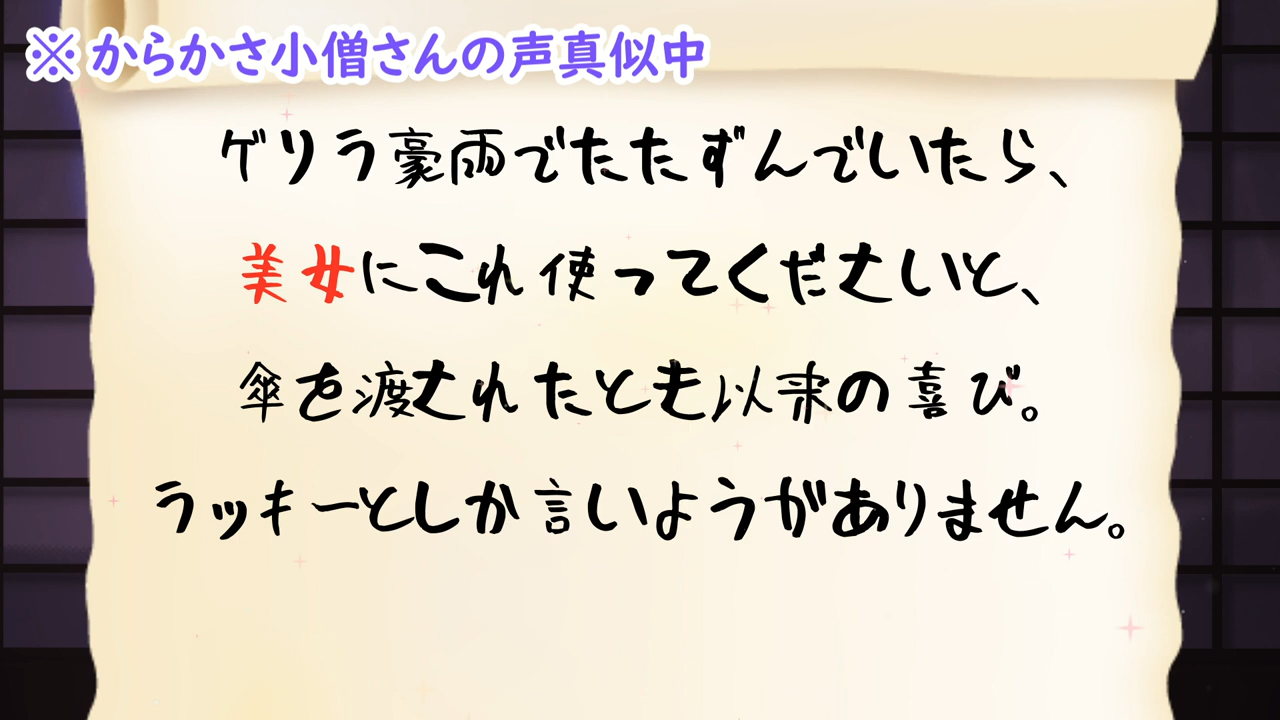 ※からかさ小僧さんの声真似中
ゲリラ豪雨でたたずんでいたら、
美女にこれ使ってくださいと、
傘を渡された​とも以来の喜び。
ラッキーとしか言いようがありません。